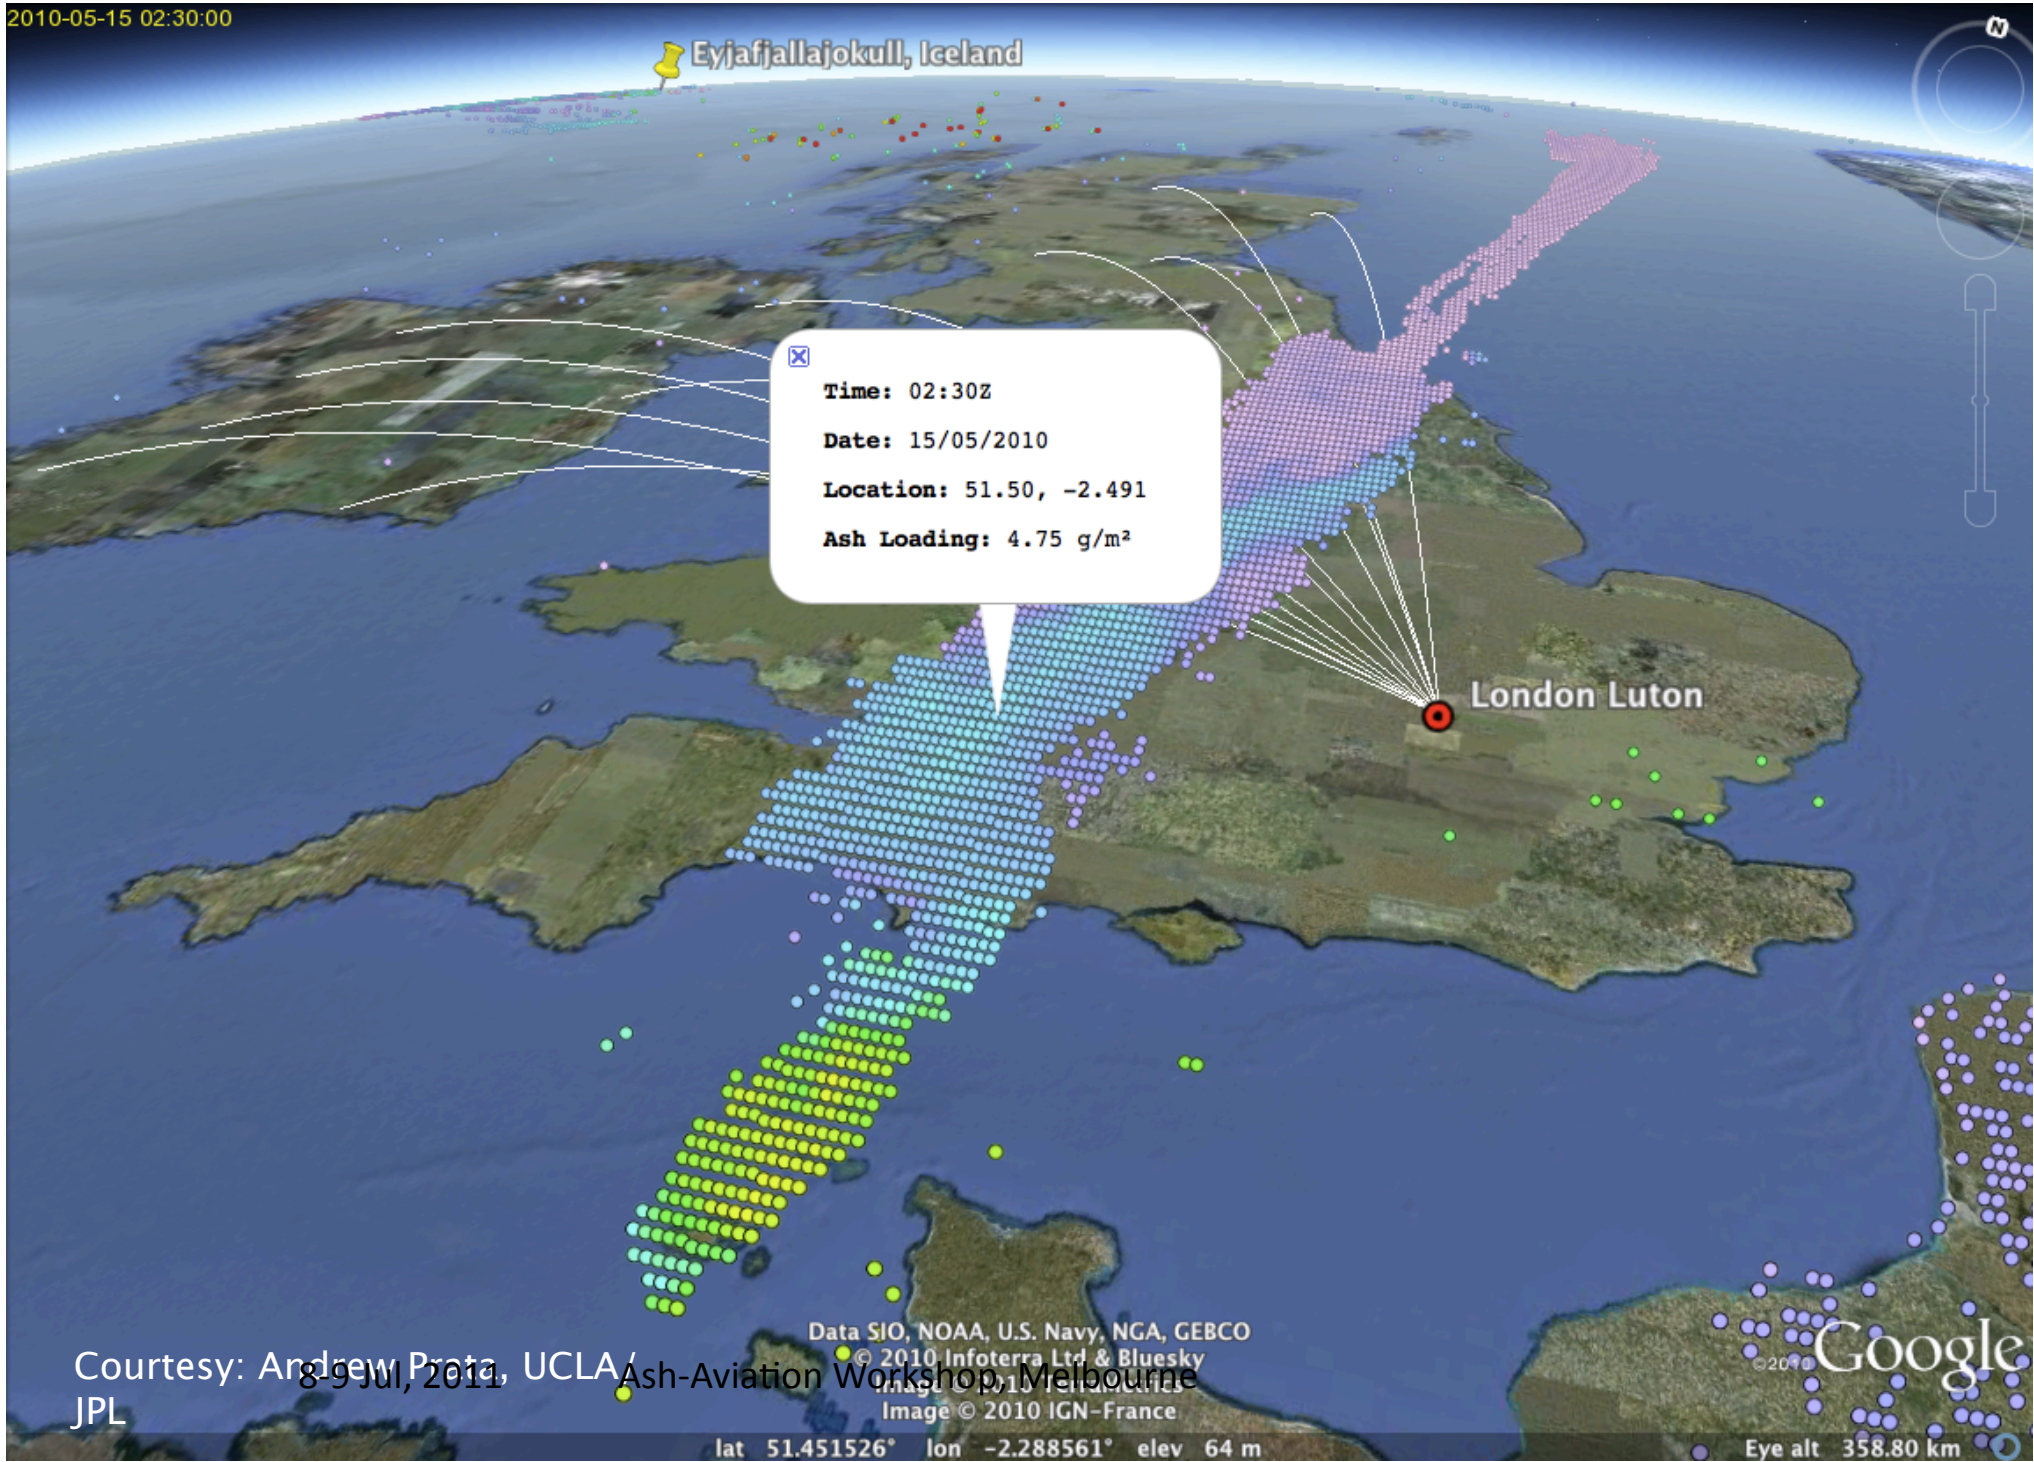 2010-05-15 02:30:00
Eyjafjallajokull, Iceland
N
Time: 02:30Z
Date: 15/05/2010
Location: 51.50, -2.491
Ash Loading: 4.75 g/m²
London Luton
Data SIO, NOAA, U.S. Navy, NGA, GEBCO
© 2010 Infoterra Ltd & Bluesky
Image © 2010 TerraMetrics
Image © 2010 IGN-France
©2010 Google
Courtesy: Andrew Prata, UCLA/
JPL
8-9 Jul, 2011
Ash-Aviation Workshop, Melbourne
lat 51.451526° lon -2.288561° elev 64 m
Eye alt 358.80 km